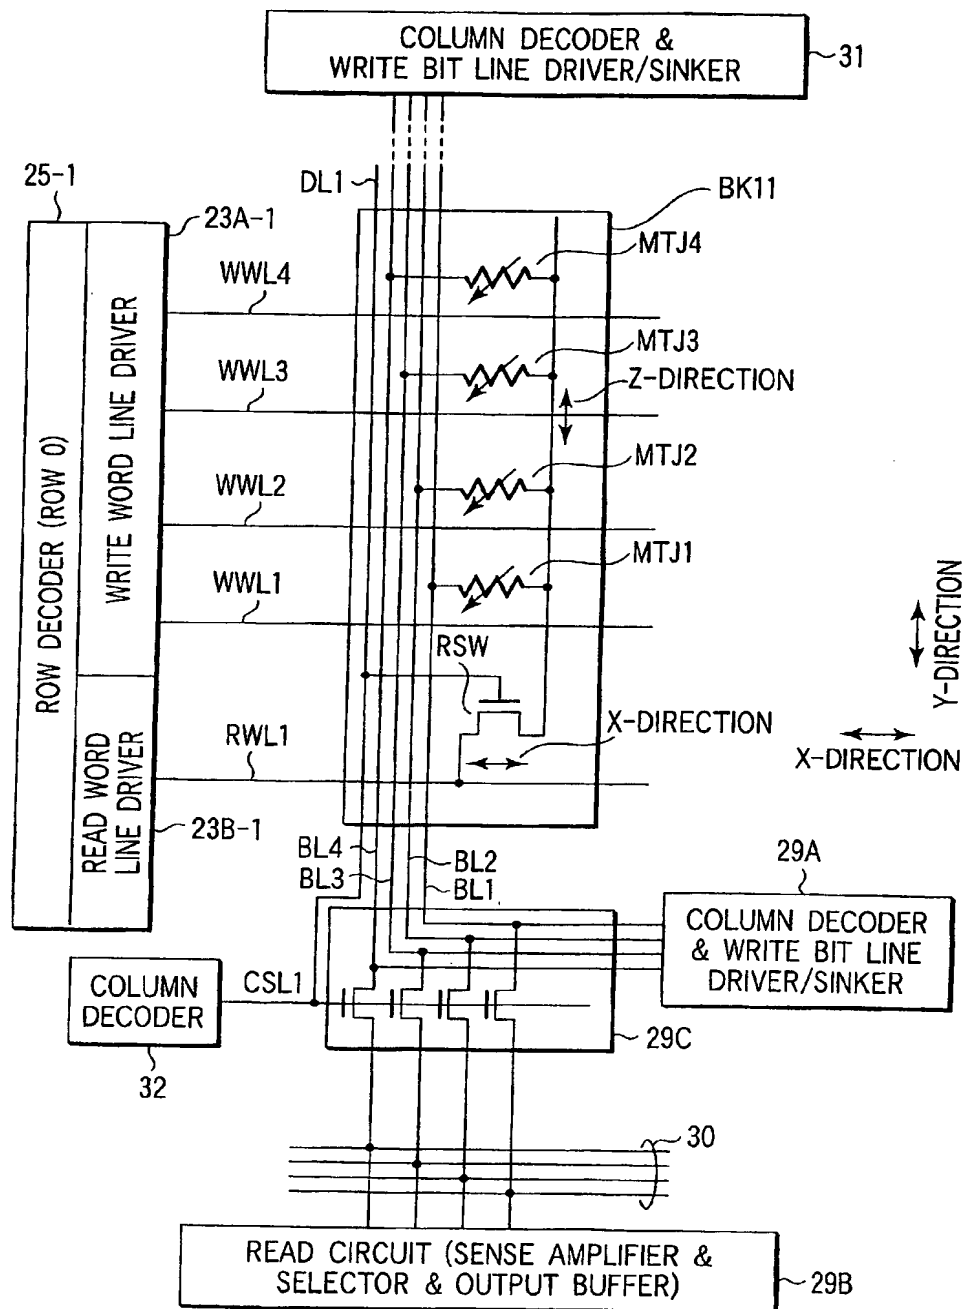 COLUMN DECODER &
WRITE BIT LINE DRIVER/SINKER
31
25-1
DL1
BK11
23A-1
MTJ4
WWL4
MTJ3
WWL3
Z-DIRECTION
ROW DECODER (ROW 0)
WRITE WORD LINE DRIVER
MTJ2
WWL2
MTJ1
WWL1
Y-DIRECTION
RSW
X-DIRECTION
X-DIRECTION
RWL1
READ WORD
LINE DRIVER
23B-1
BL4
BL3
BL2
BL1
29A
COLUMN DECODER
& WRITE BIT LINE
DRIVER/SINKER
COLUMN
DECODER
CSL1
29C
32
30
READ CIRCUIT (SENSE AMPLIFIER &
SELECTOR & OUTPUT BUFFER)
29B